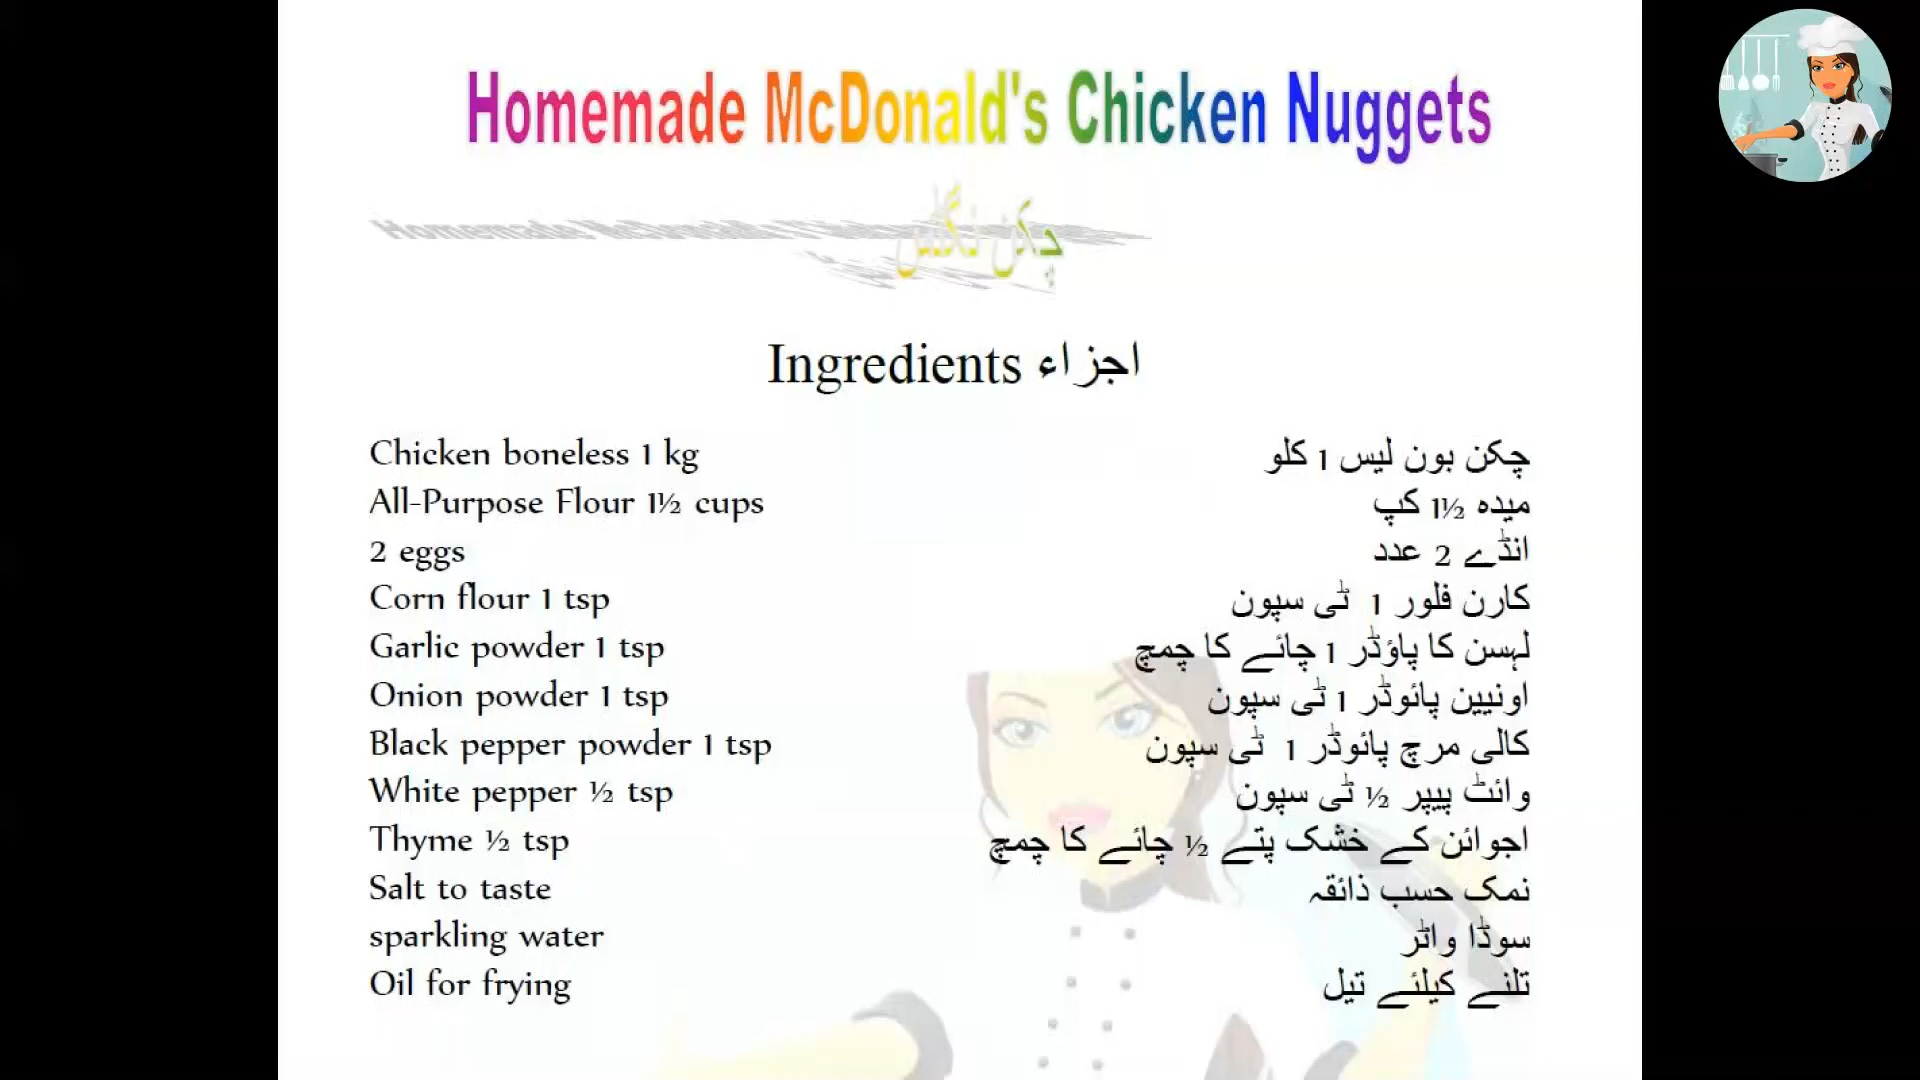 Homemade McDonald's Chicken Nuggets
چکن نگٹس
Ingredients اجزاء
Chicken boneless 1 kg چکن بون لیس 1 کلو
All-Purpose Flour 1½ cups میدہ 1½ کپ
2 eggs انڈے 2 عدد
Corn flour 1 tsp کارن فلور 1 ٹی سپون
Garlic powder 1 tsp لہسن کا پاؤڈر 1 چائے کا چمچ
Onion powder 1 tsp اونیین پائوڈر 1 ٹی سپون
Black pepper powder 1 tsp کالی مرچ پائوڈر 1 ٹی سپون
White pepper ½ tsp وائٹ پیپر ½ ٹی سپون
Thyme ½ tsp اجوائن کے خشک پتے ½ چائے کا چمچ
Salt to taste نمک حسب ذائقہ
sparkling water سوڈا واٹر
Oil for frying تلنے کیلئے تیل